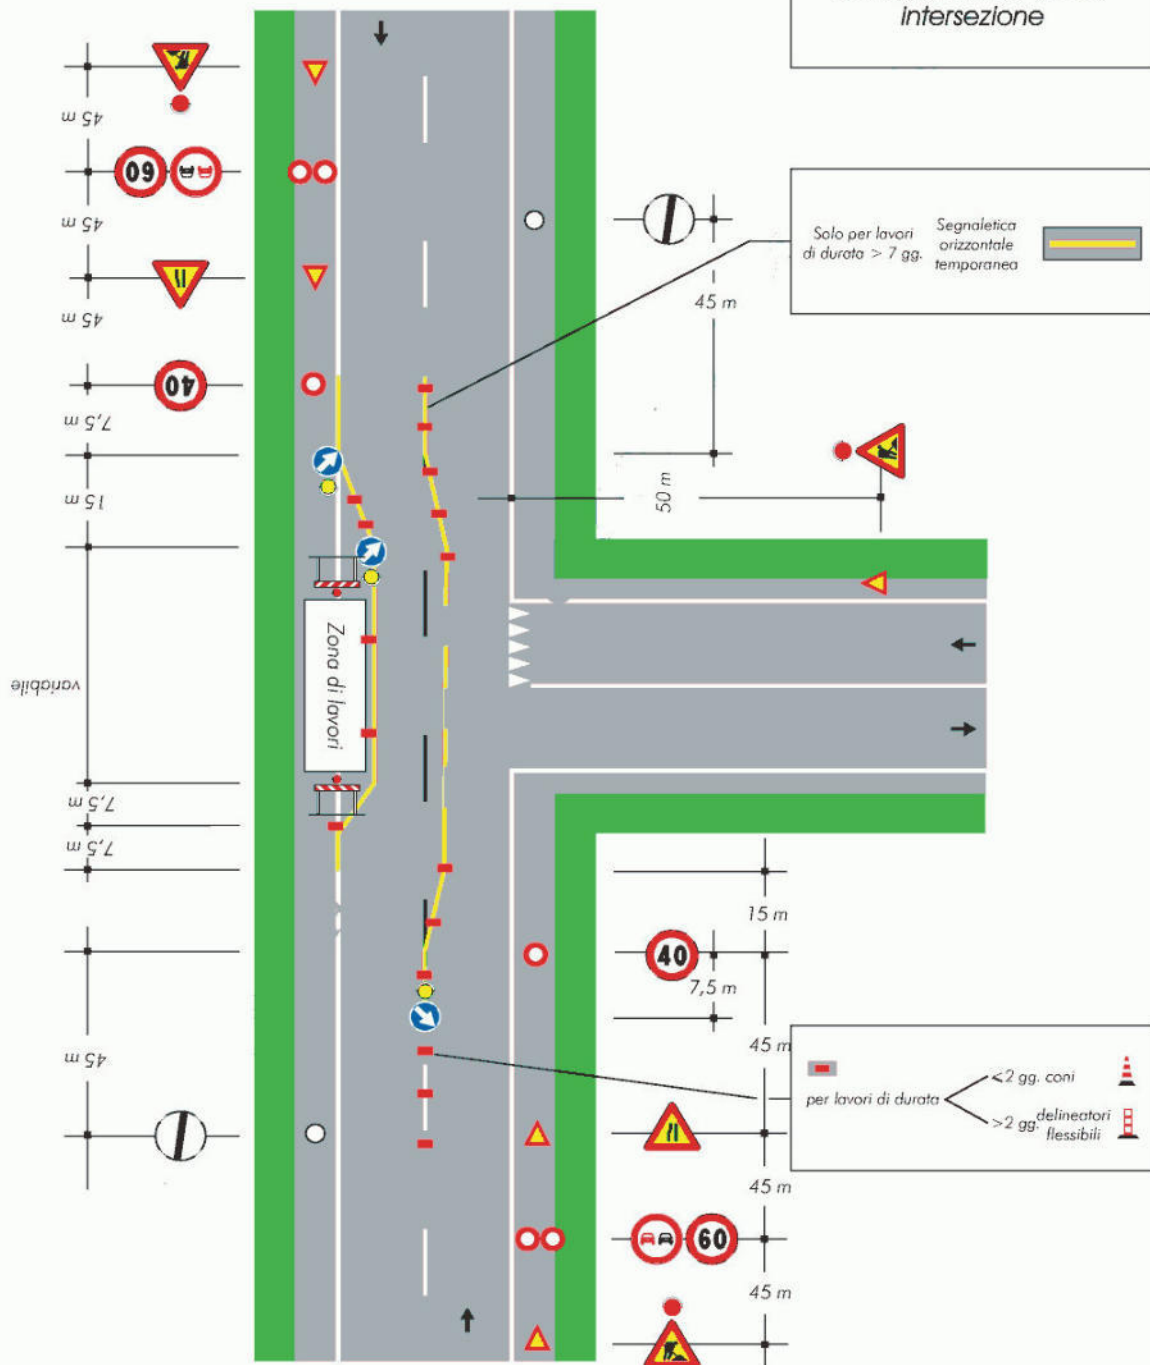 intersezione
45 m
60
45 m
45 m
40
7,5 m
15 m
variabile
7,5 m
7,5 m
45 m
Zona di lavori
Solo per lavori
di durata > 7 gg.
Segnaletica
orizzontale
temporanea
45 m
50 m
15 m
40
7,5 m
45 m
per lavori di durata
<2 gg. coni
>2 gg. delineatori
flessibili
45 m
60
45 m